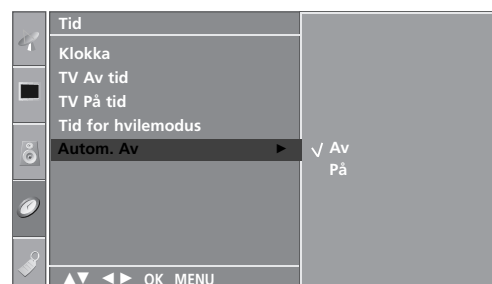 Tid
Klokka
TV Av tid
TV På tid
Tid for hvilemodus
Autom. Av ►
√ Av
På
▲▼ ◄► OK MENU